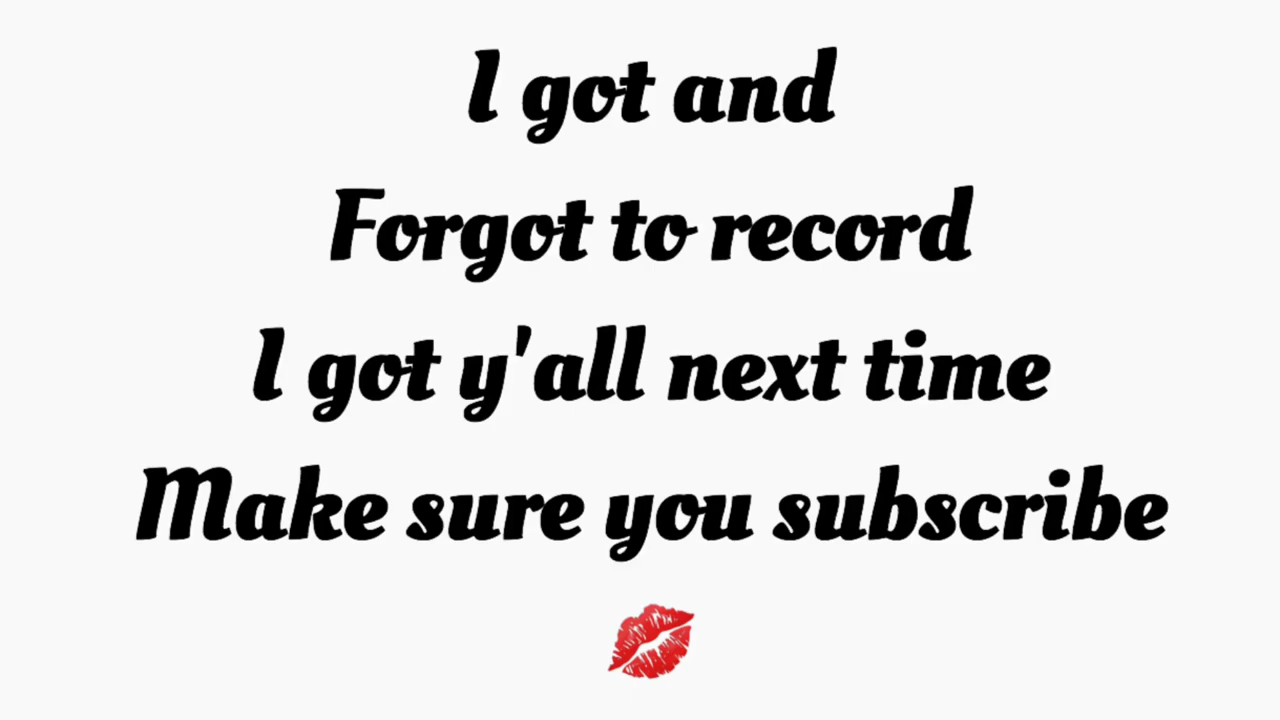 I got and
Forgot to record
I got y'all next time
Make sure you subscribe
💋